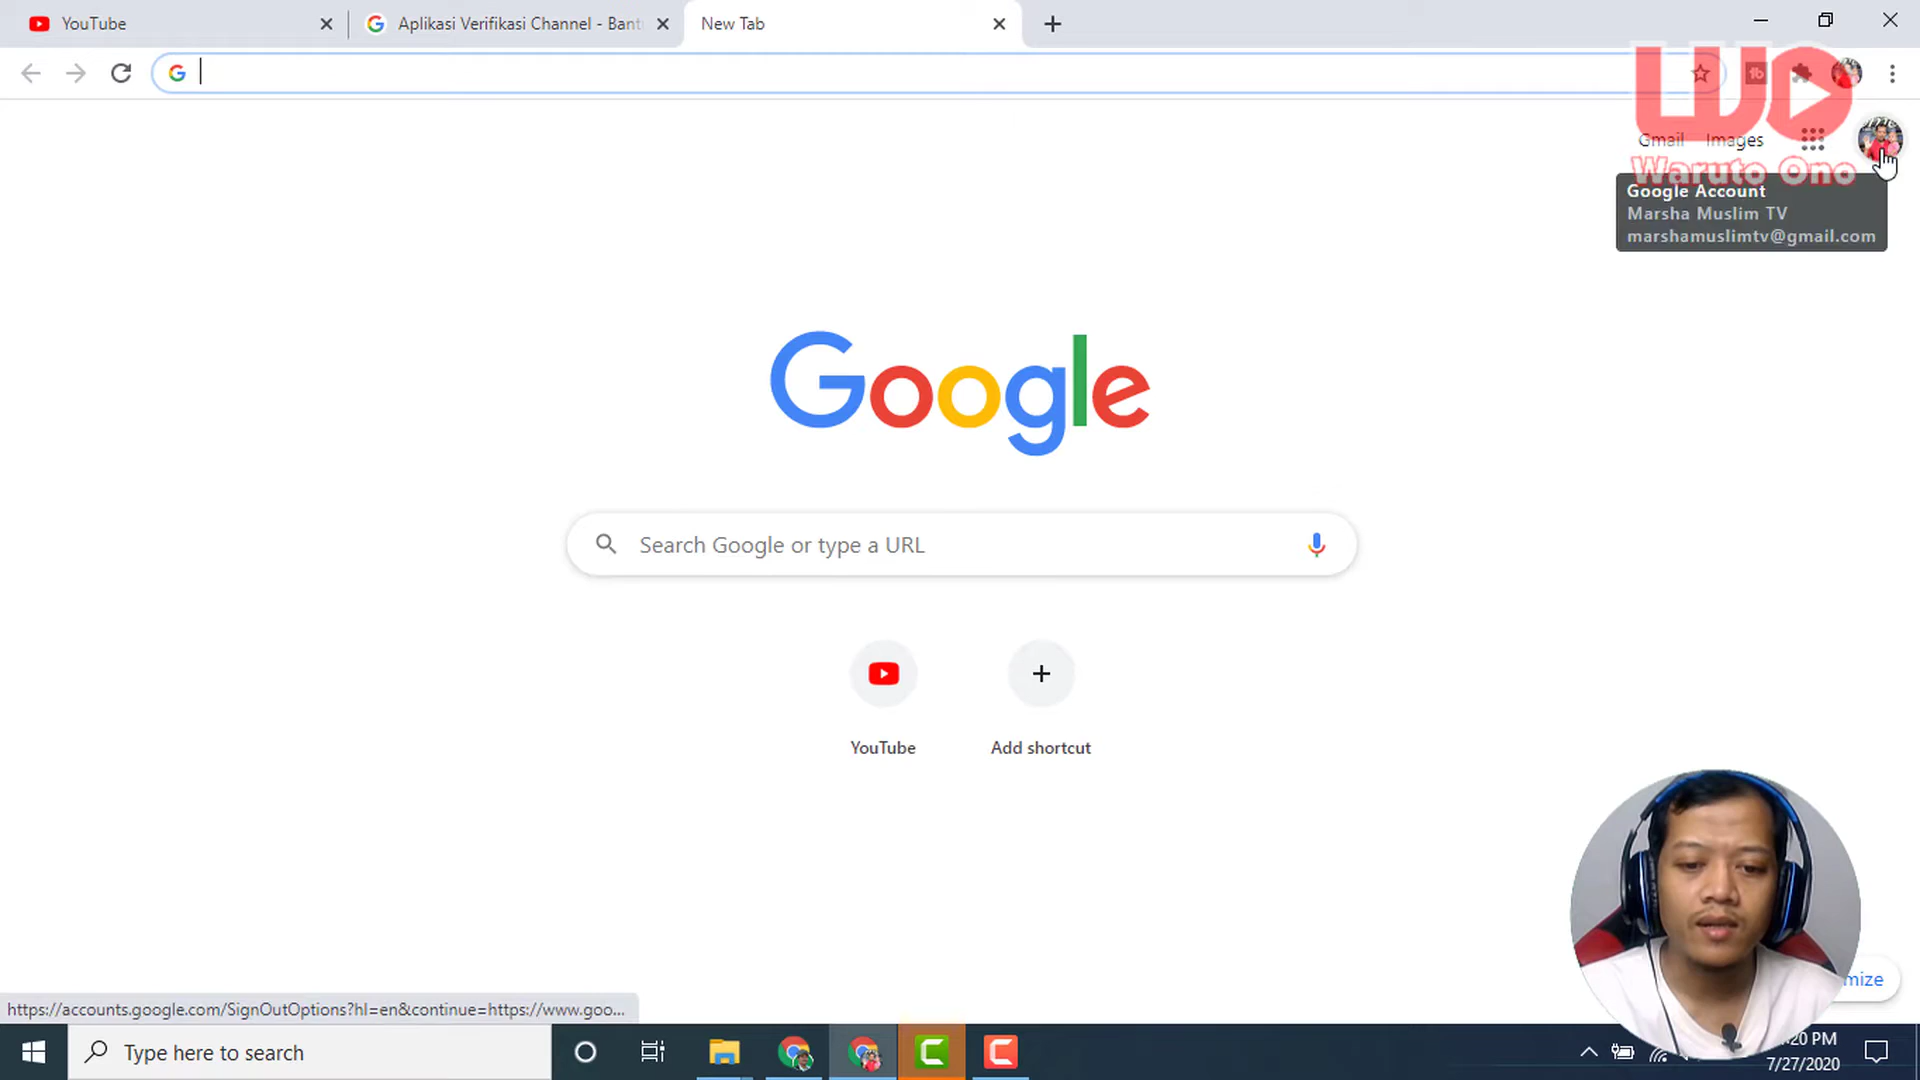 YouTube
Aplikasi Verifikasi Channel - Bant
New Tab
Gmail Images
Waruto Ono
Google Account
Marsha Muslim TV
marshamuslimtv@gmail.com
Google
Search Google or type a URL
YouTube
Add shortcut
mize
https://accounts.google.com/SignOutOptions?hl=en&continue=https://www.goo...
Type here to search
:20 PM
7/27/2020